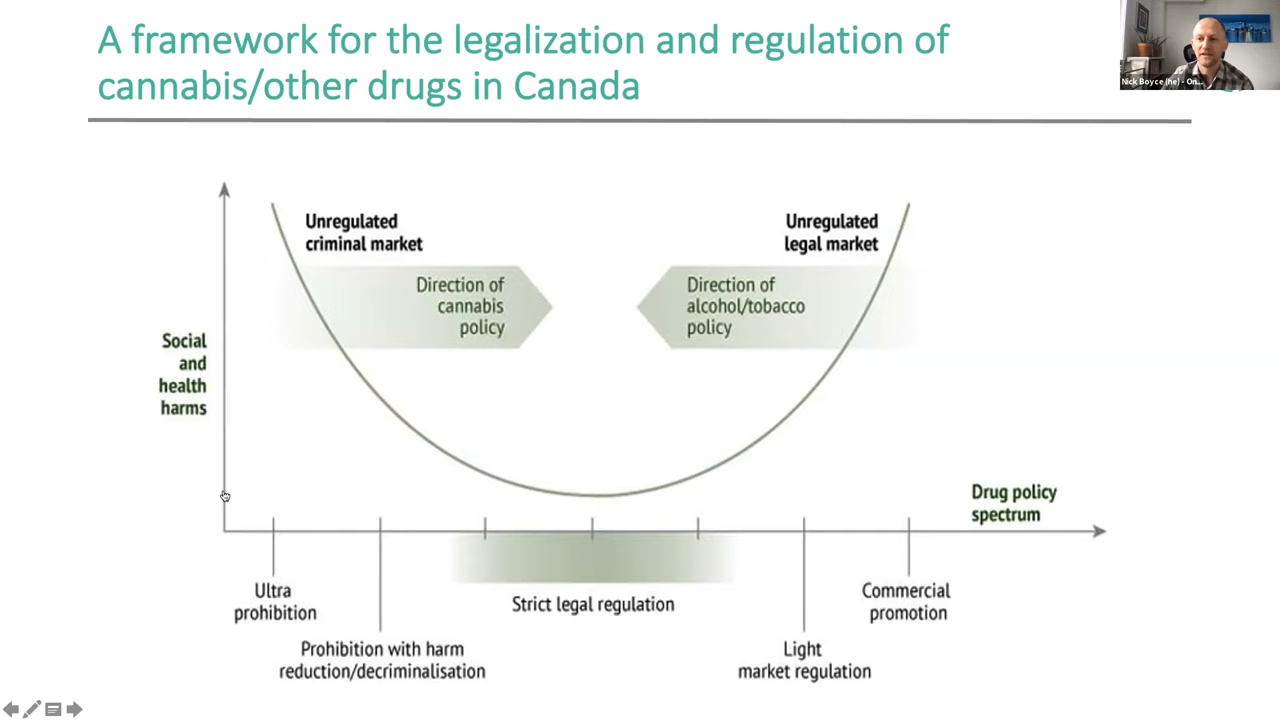 A framework for the legalization and regulation of
cannabis/other drugs in Canada
Nick Boyce (he) - On...
Unregulated
criminal market
Unregulated
legal market
Direction of
cannabis
policy
Direction of
alcohol/tobacco
policy
Social
and
health
harms
Drug policy
spectrum
Ultra
prohibition
Prohibition with harm
reduction/decriminalisation
Strict legal regulation
Light
market regulation
Commercial
promotion